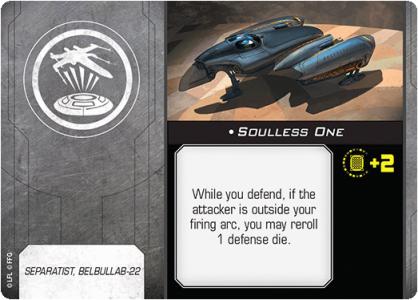 • Soulless One
+2
While you defend, if the
attacker is outside your
firing arc, you may reroll
1 defense die.
SEPARATIST, BELBULLAB-22
© LFL © FFG